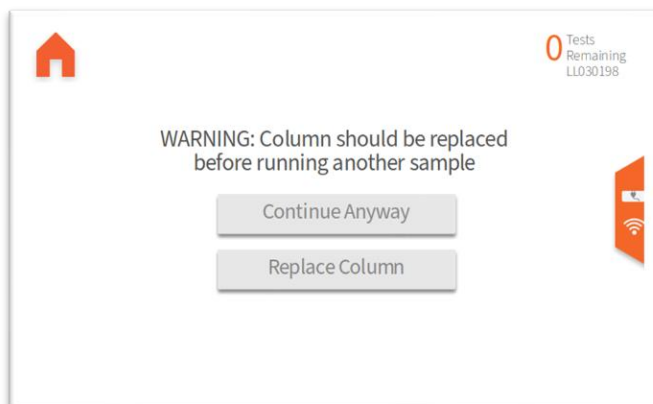 0 Tests
Remaining
LL030198
WARNING: Column should be replaced
before running another sample
Continue Anyway
Replace Column